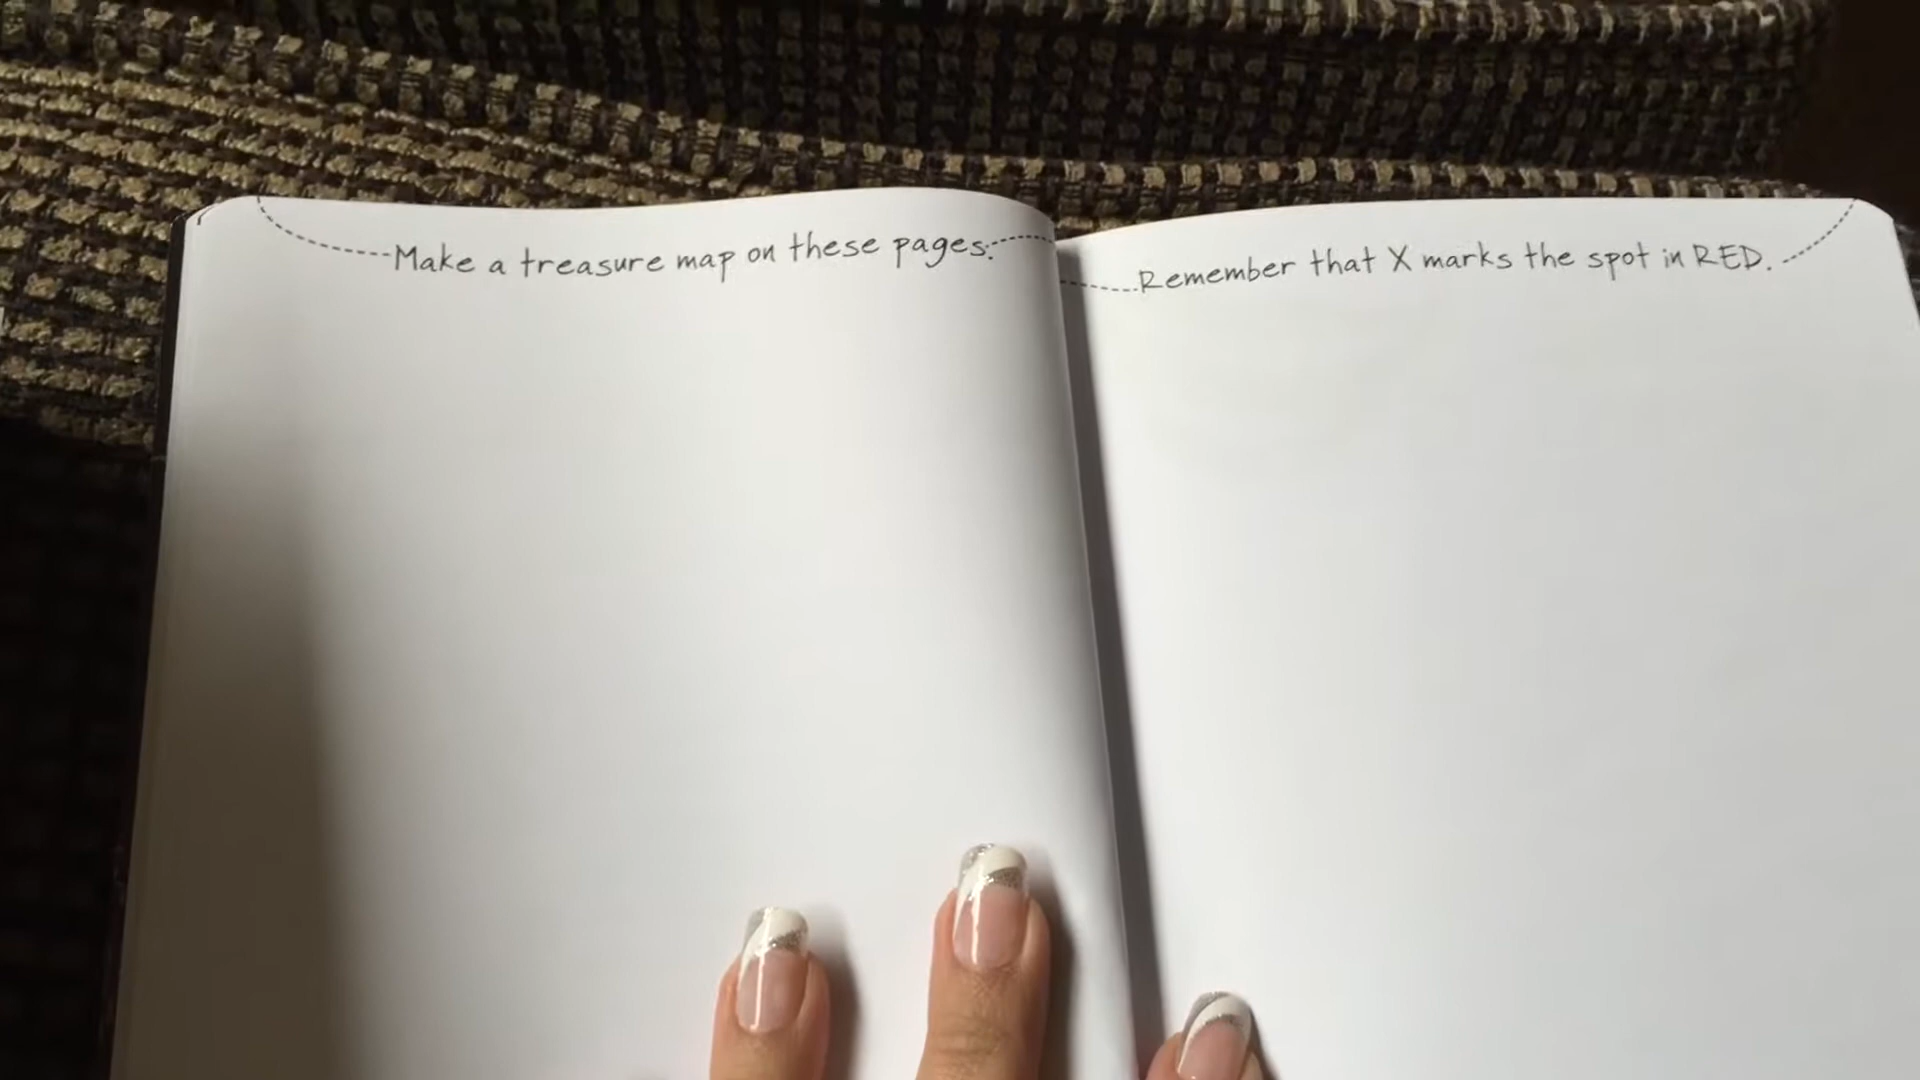 Make a treasure map on these pages.
Remember that X marks the spot in RED.